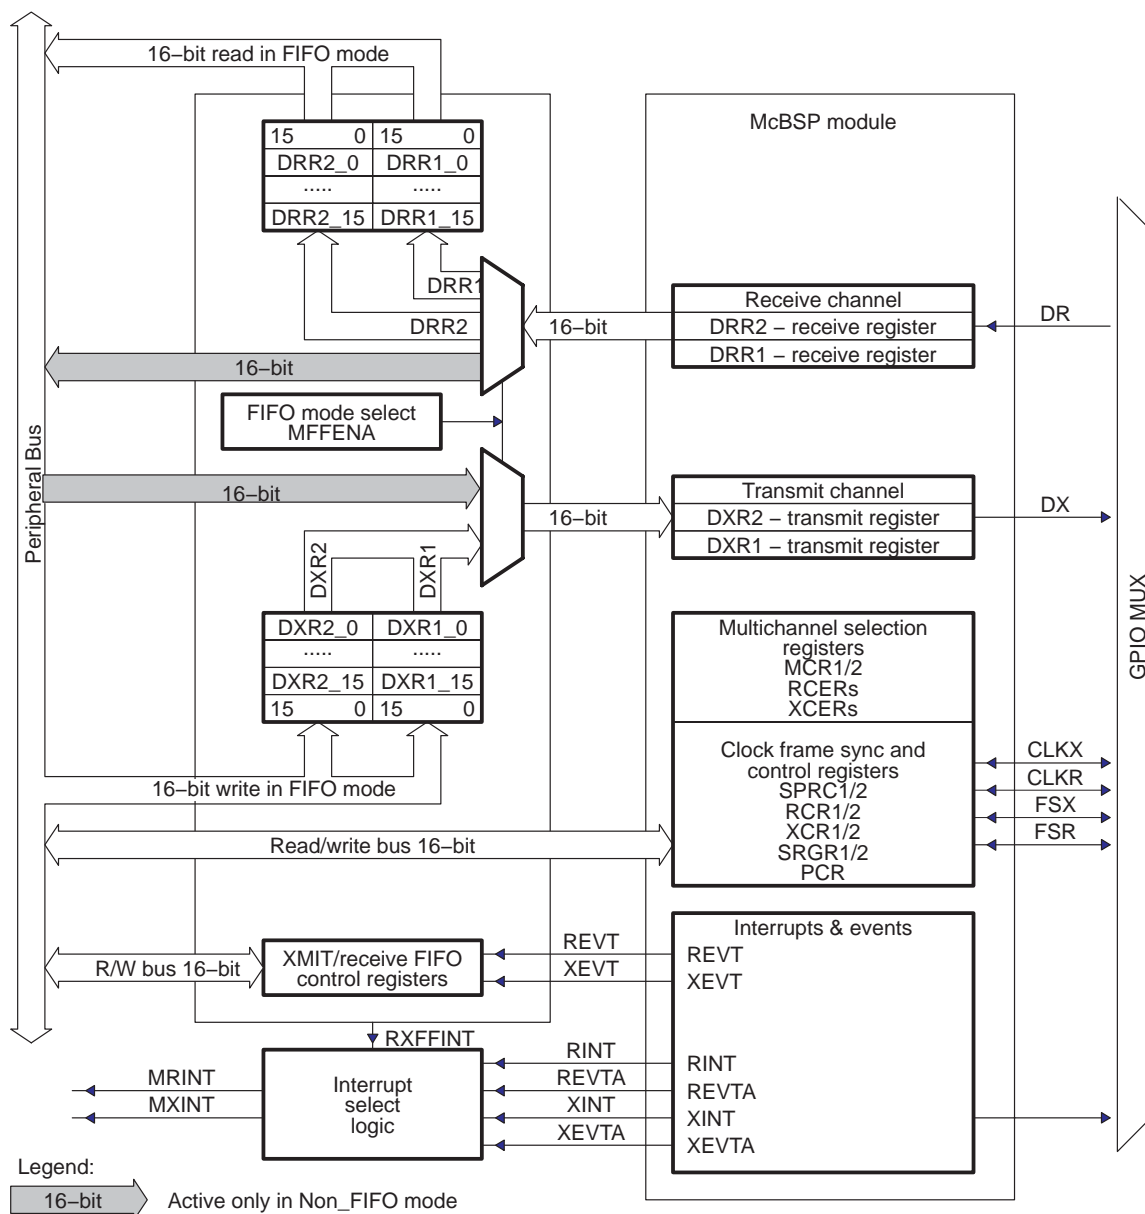 16–bit read in FIFO mode
McBSP module
15 0 15 0
DRR2_0 DRR1_0
..... .....
DRR2_15 DRR1_15
DRR1
DRR2
16–bit
16–bit
Receive channel
DRR2 – receive register
DRR1 – receive register
DR
FIFO mode select
MFFENA
Peripheral Bus
16–bit
16–bit
Transmit channel
DXR2 – transmit register
DXR1 – transmit register
DX
DXR2
DXR1
DXR2_0 DXR1_0
..... .....
DXR2_15 DXR1_15
15 0 15 0
16–bit write in FIFO mode
Multichannel selection
registers
MCR1/2
RCERs
XCERs
GPIO MUX
Clock frame sync and
control registers
SPRC1/2
RCR1/2
XCR1/2
SRGR1/2
PCR
CLKX
CLKR
FSX
FSR
Read/write bus 16–bit
R/W bus 16–bit
XMIT/receive FIFO
control registers
REVT
XEVT
Interrupts & events
REVT
XEVT
RXFFINT
MRINT
MXINT
Interrupt
select
logic
RINT
REVTA
XINT
XEVTA
RINT
REVTA
XINT
XEVTA
Legend:
16–bit
Active only in Non_FIFO mode